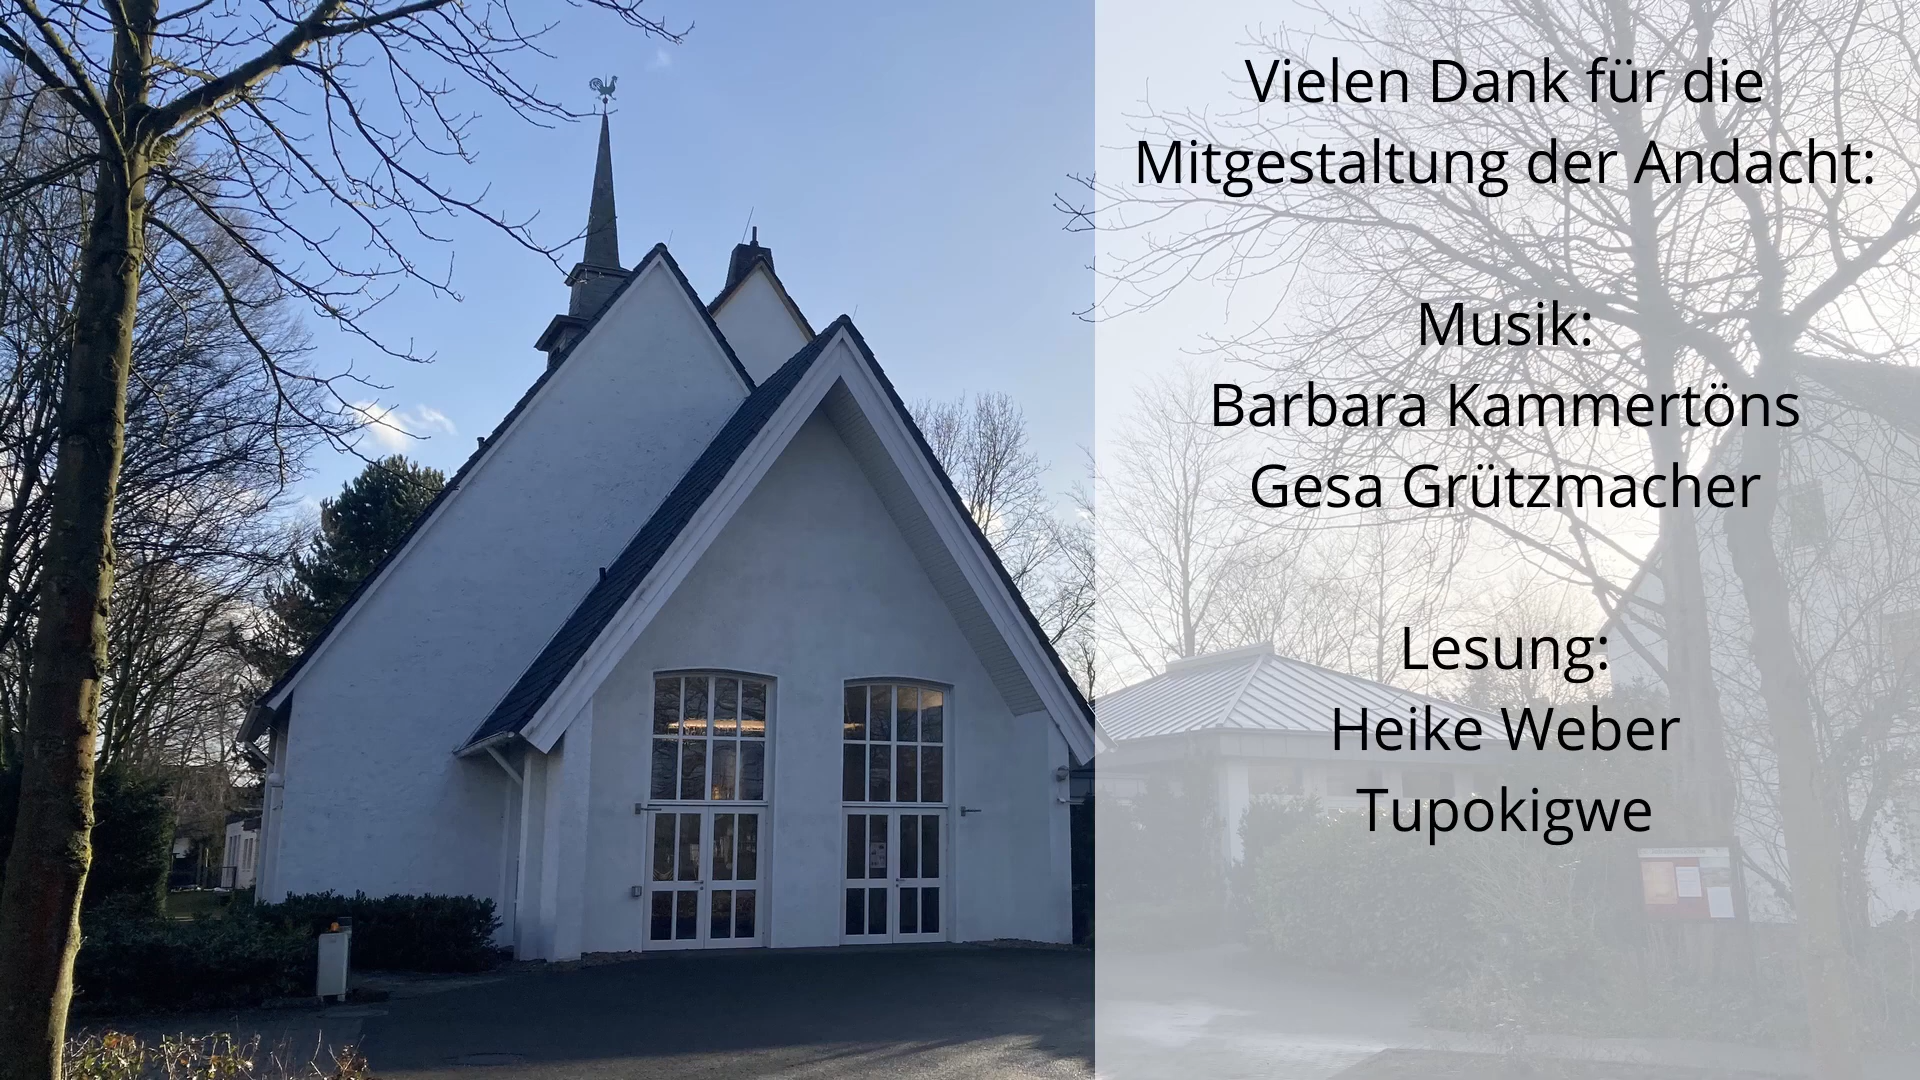 Vielen Dank für die
Mitgestaltung der Andacht:
Musik:
Barbara Kammertöns
Gesa Grützmacher
Lesung:
Heike Weber
Tupokigwe